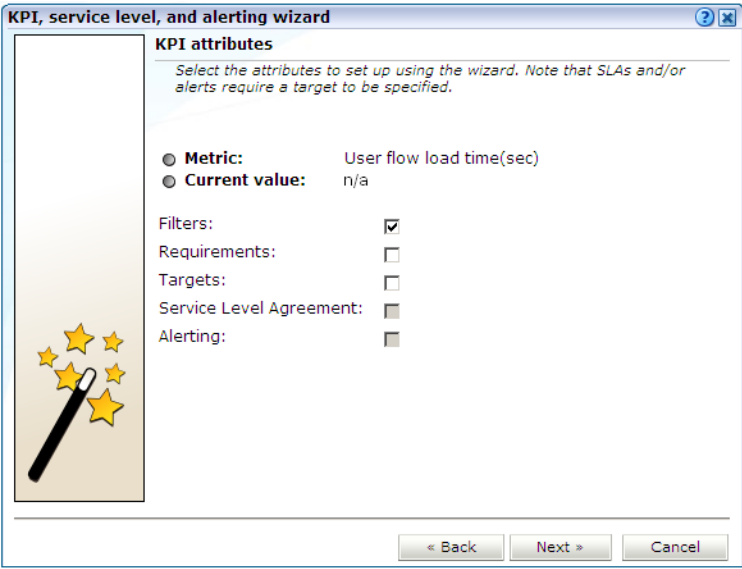 KPI, service level, and alerting wizard
KPI attributes
Select the attributes to set up using the wizard. Note that SLAs and/or
alerts require a target to be specified.
Metric: User flow load time(sec)
Current value: n/a
Filters:
Requirements:
Targets:
Service Level Agreement:
Alerting:
« Back Next » Cancel